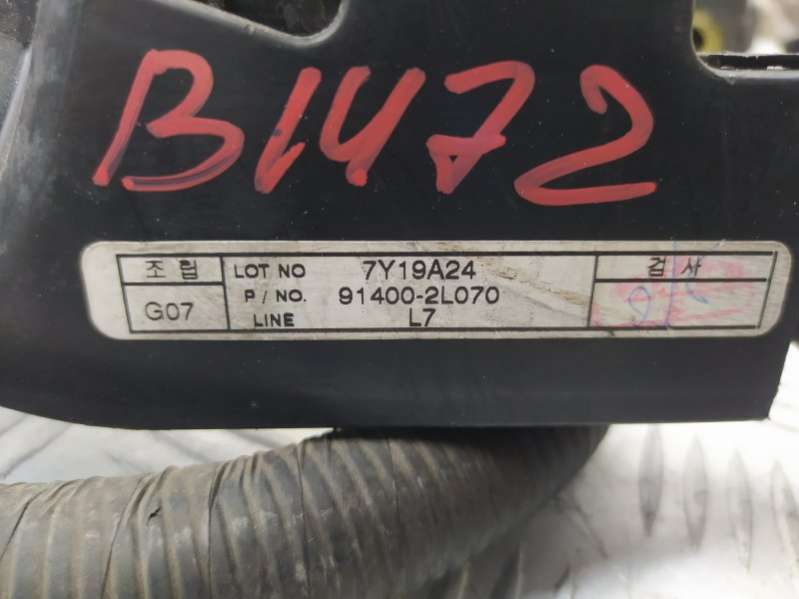 B1472
조립 LOT NO 7Y19A24 검사
G07 P / NO. 91400-2L070
LINE L7